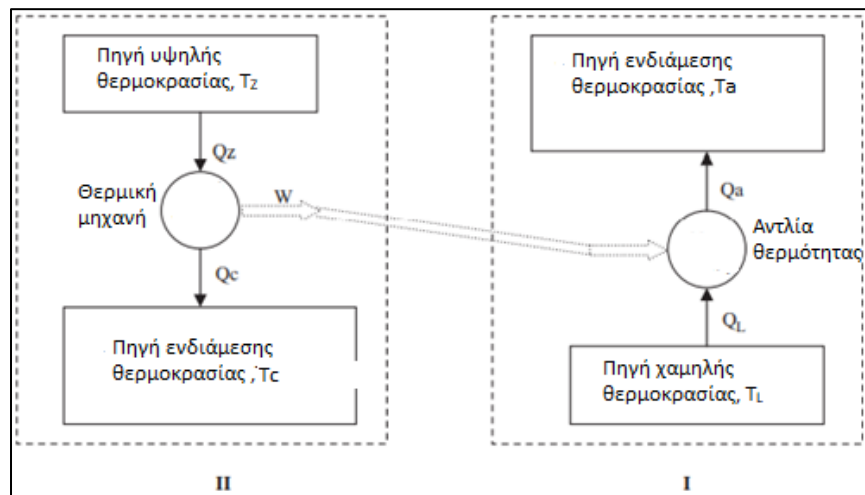 Πηγή υψηλής
θερμοκρασίας, Τz
Qz
Θερμική
μηχανή
W
Qc
Πηγή ενδιάμεσης
θερμοκρασίας ,Tc
II
Πηγή ενδιάμεσης
θερμοκρασίας ,Ta
Qa
Αντλία
θερμότητας
QL
Πηγή χαμηλής
θερμοκρασίας, TL
I